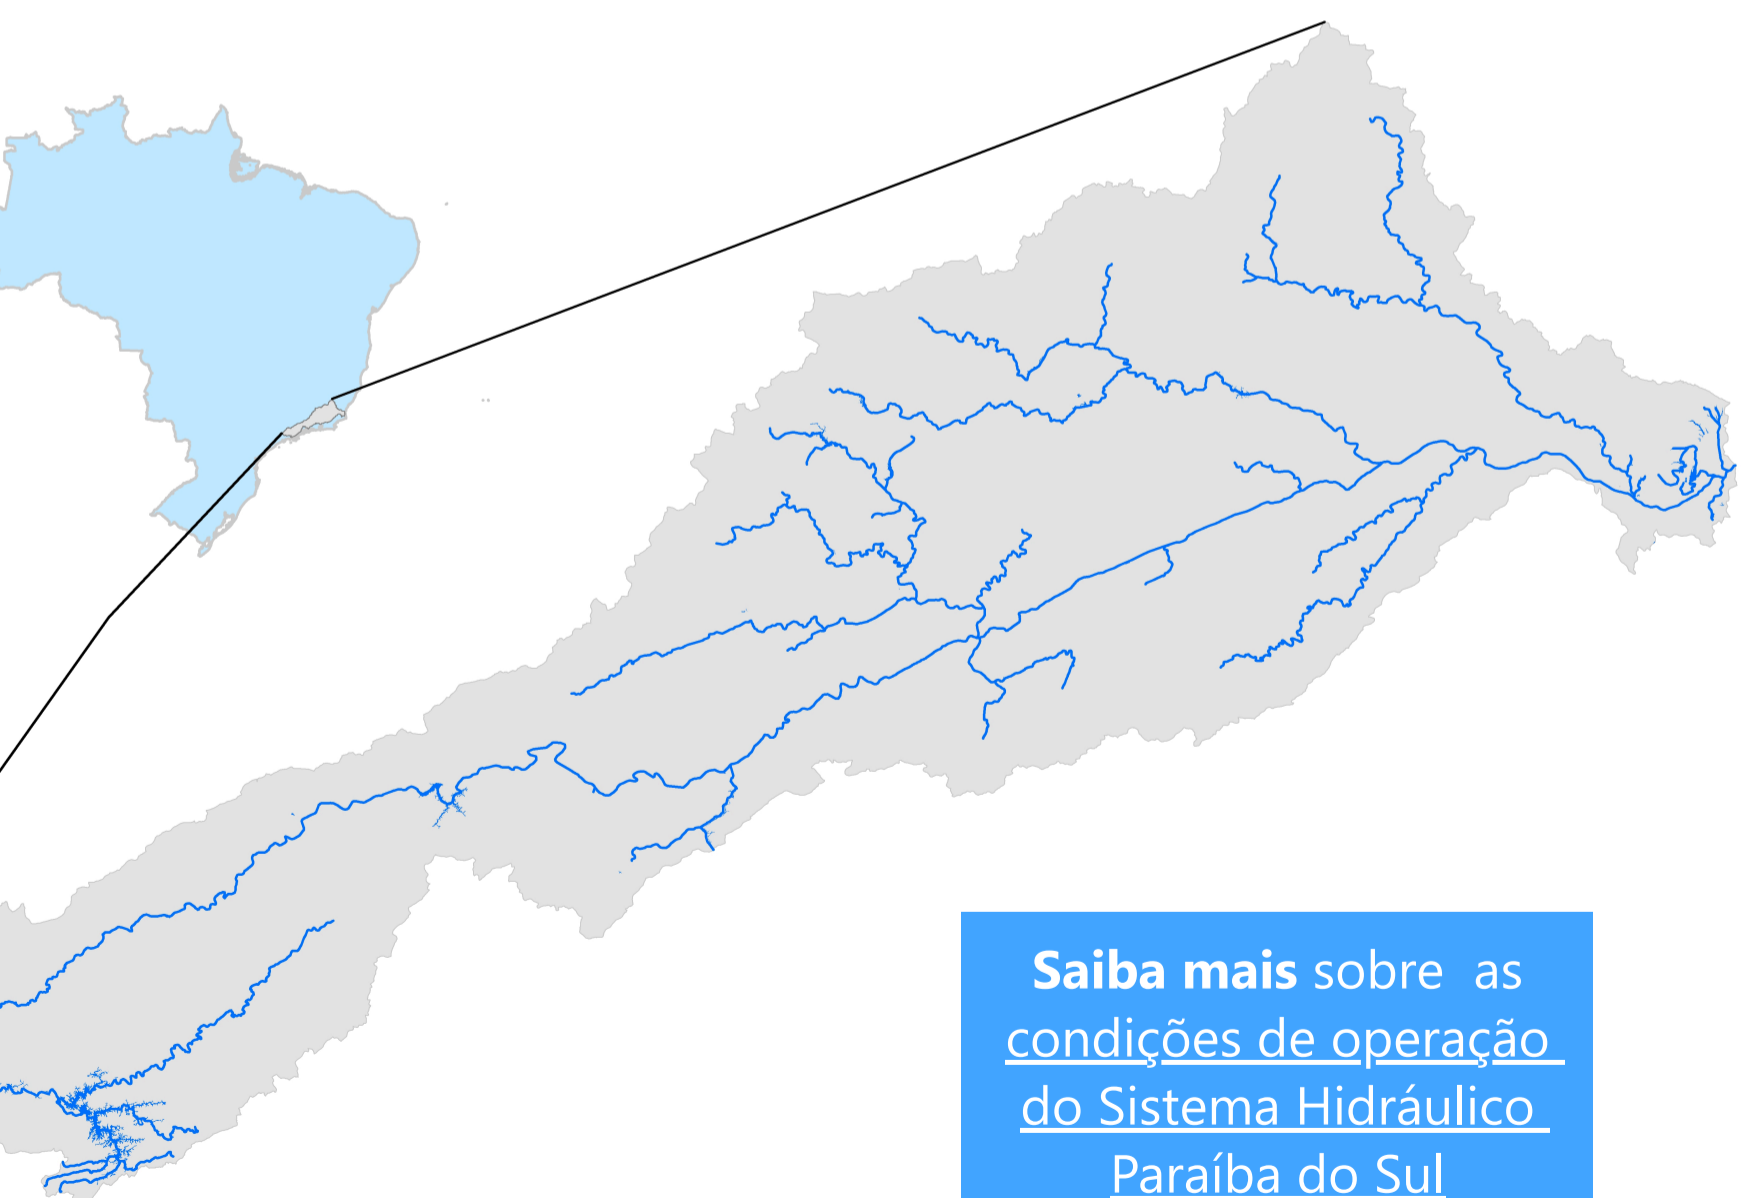 Saiba mais sobre as
condições de operação
do Sistema Hidráulico
Paraíba do Sul